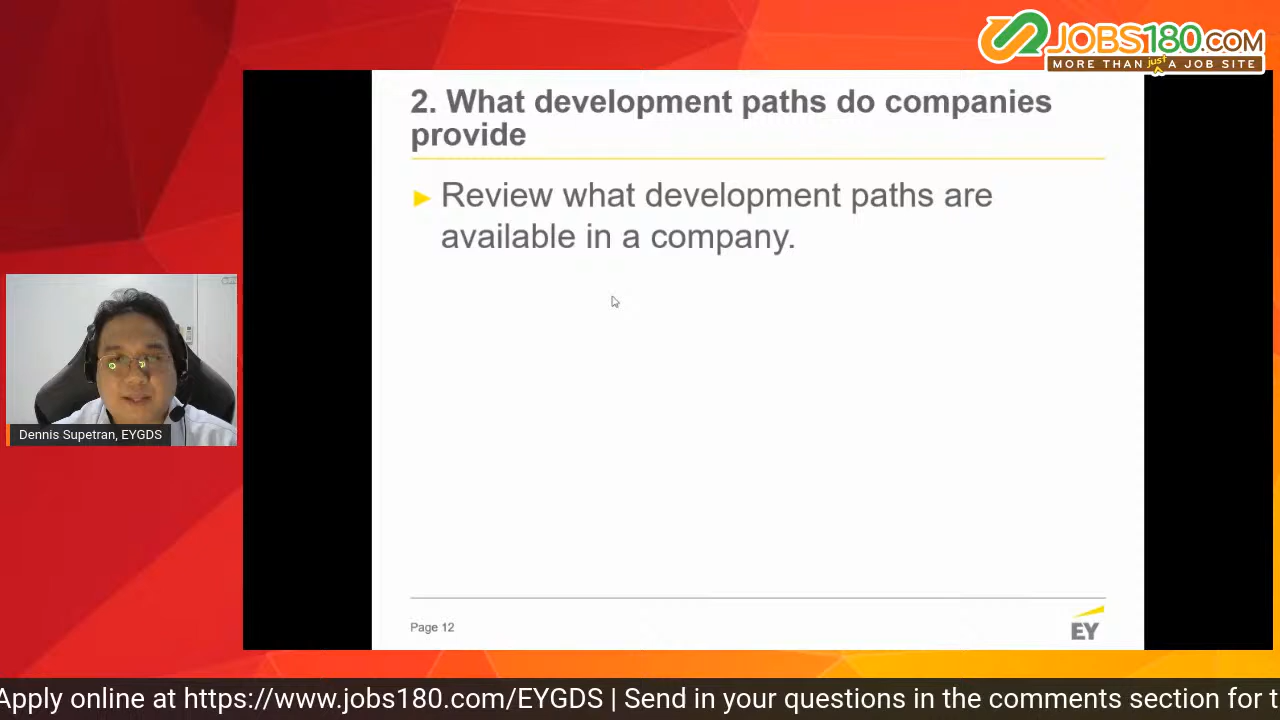 JOBS180.COM
MORE THAN just A JOB SITE
2. What development paths do companies
provide
Review what development paths are
available in a company.
Dennis Supetran, EYGDS
Page 12
EY
Apply online at https://www.jobs180.com/EYGDS | Send in your questions in the comments section for t